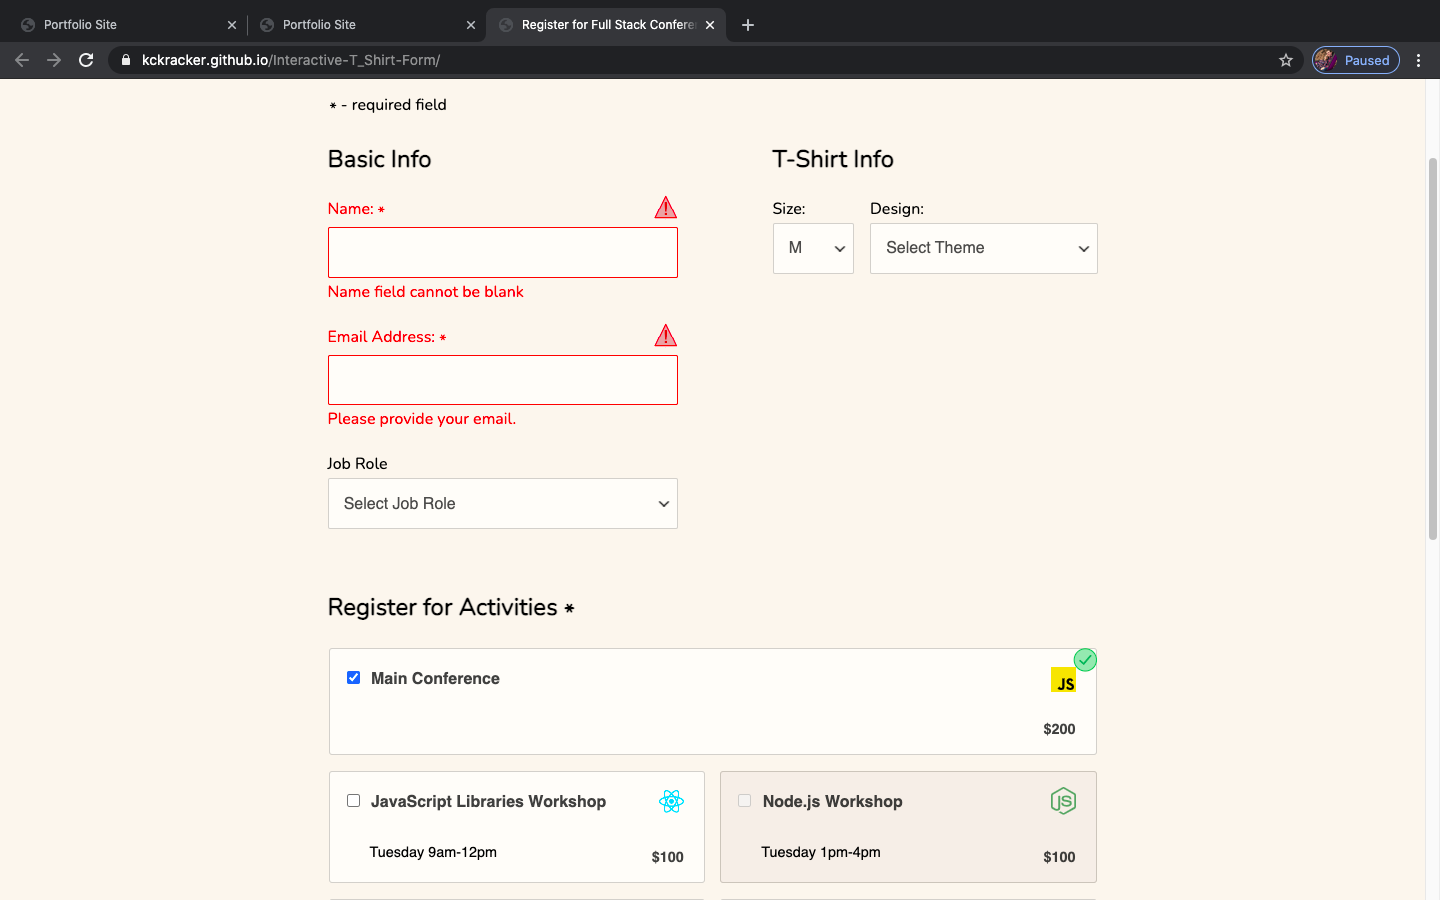 Portfolio Site
Portfolio Site
Register for Full Stack Confere
kckracker.github.io/Interactive-T_Shirt-Form/
Paused
* - required field
Basic Info
Name: *
Name field cannot be blank
Email Address: *
Please provide your email.
Job Role
Select Job Role
T-Shirt Info
Size:
Design:
M
Select Theme
Register for Activities *
Main Conference
JS
$200
JavaScript Libraries Workshop
Tuesday 9am-12pm
$100
Node.js Workshop
JS
Tuesday 1pm-4pm
$100